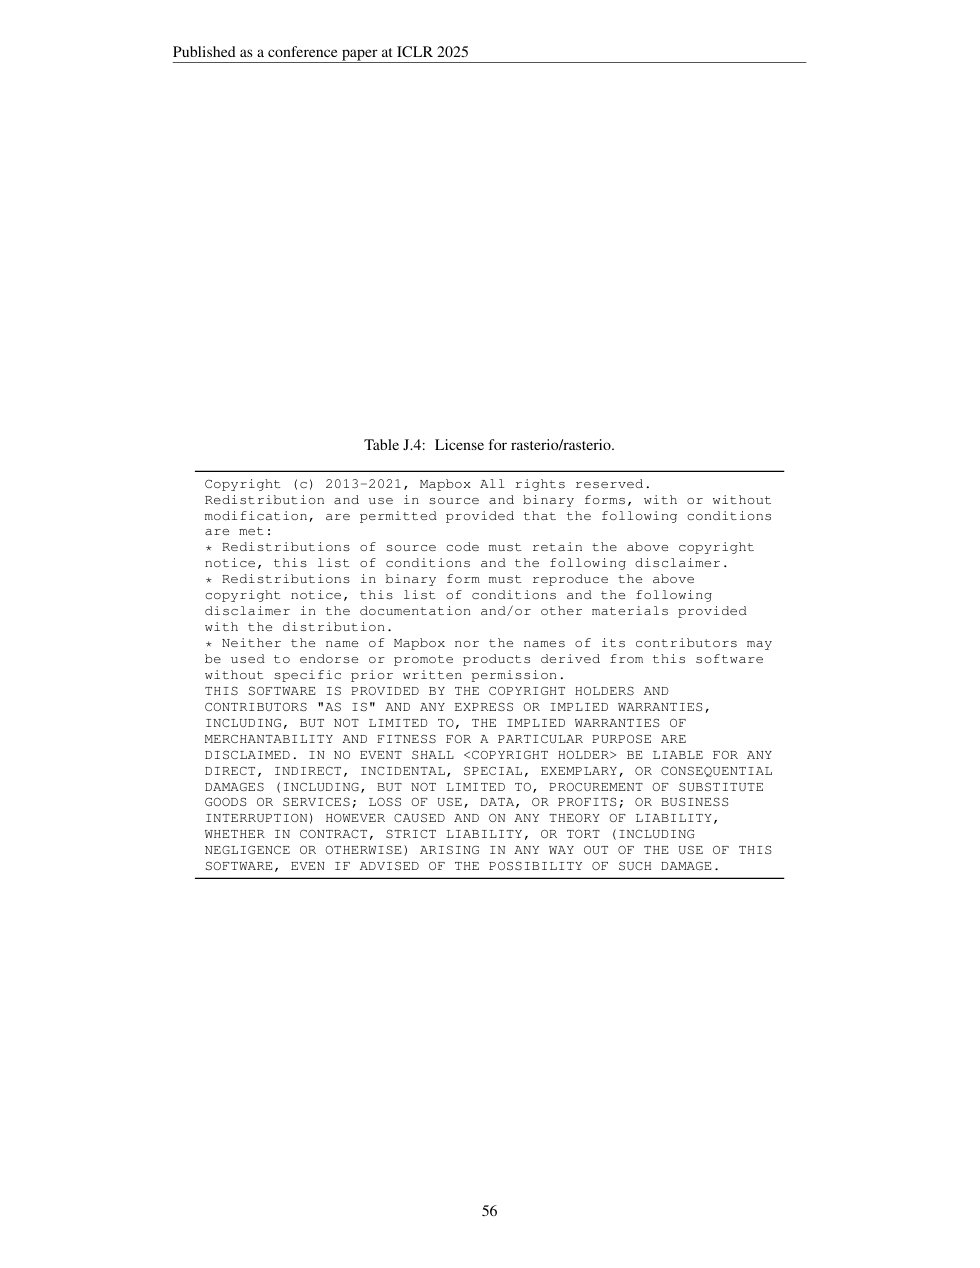 Published as a conference paper at ICLR 2025
Table J.4: License for rasterio/rasterio.
Copyright (c) 2013-2021, Mapbox All rights reserved.
Redistribution and use in source and binary forms, with or without
modification, are permitted provided that the following conditions
are met:
* Redistributions of source code must retain the above copyright
notice, this list of conditions and the following disclaimer.
* Redistributions in binary form must reproduce the above
copyright notice, this list of conditions and the following
disclaimer in the documentation and/or other materials provided
with the distribution.
* Neither the name of Mapbox nor the names of its contributors may
be used to endorse or promote products derived from this software
without specific prior written permission.
THIS SOFTWARE IS PROVIDED BY THE COPYRIGHT HOLDERS AND
CONTRIBUTORS "AS IS" AND ANY EXPRESS OR IMPLIED WARRANTIES,
INCLUDING, BUT NOT LIMITED TO, THE IMPLIED WARRANTIES OF
MERCHANTABILITY AND FITNESS FOR A PARTICULAR PURPOSE ARE
DISCLAIMED. IN NO EVENT SHALL <COPYRIGHT HOLDER> BE LIABLE FOR ANY
DIRECT, INDIRECT, INCIDENTAL, SPECIAL, EXEMPLARY, OR CONSEQUENTIAL
DAMAGES (INCLUDING, BUT NOT LIMITED TO, PROCUREMENT OF SUBSTITUTE
GOODS OR SERVICES; LOSS OF USE, DATA, OR PROFITS; OR BUSINESS
INTERRUPTION) HOWEVER CAUSED AND ON ANY THEORY OF LIABILITY,
WHETHER IN CONTRACT, STRICT LIABILITY, OR TORT (INCLUDING
NEGLIGENCE OR OTHERWISE) ARISING IN ANY WAY OUT OF THE USE OF THIS
SOFTWARE, EVEN IF ADVISED OF THE POSSIBILITY OF SUCH DAMAGE.
56